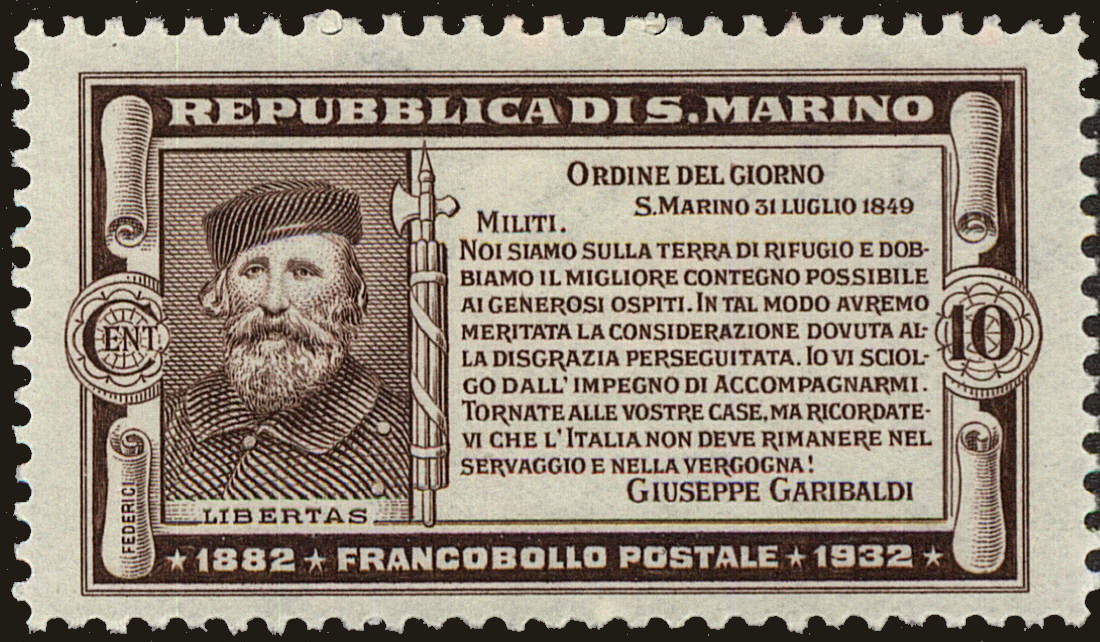 REPUBBLICA DI S. MARINO
ORDINE DEL GIORNO
S. MARINO 31 LUGLIO 1849
MILITI.
NOI SIAMO SULLA TERRA DI RIFUGIO E DOB-
BIAMO IL MIGLIORE CONTEGNO POSSIBILE
AI GENEROSI OSPITI. IN TAL MODO AVREMO
MERITATA LA CONSIDERAZIONE DOVUTA AL-
LA DISGRAZIA PERSEGUITATA. IO VI SCIOL-
GO DALL' IMPEGNO DI ACCOMPAGNARMI.
TORNATE ALLE VOSTRE CASE, MA RICORDATE-
VI CHE L' ITALIA NON DEVE RIMANERE NEL
SERVAGGIO E NELLA VERGOGNA!
GIUSEPPE GARIBALDI
CENT
10
LIBERTAS
FEDERICI
★ 1882 ★ FRANCOBOLLO POSTALE ★ 1932 ★